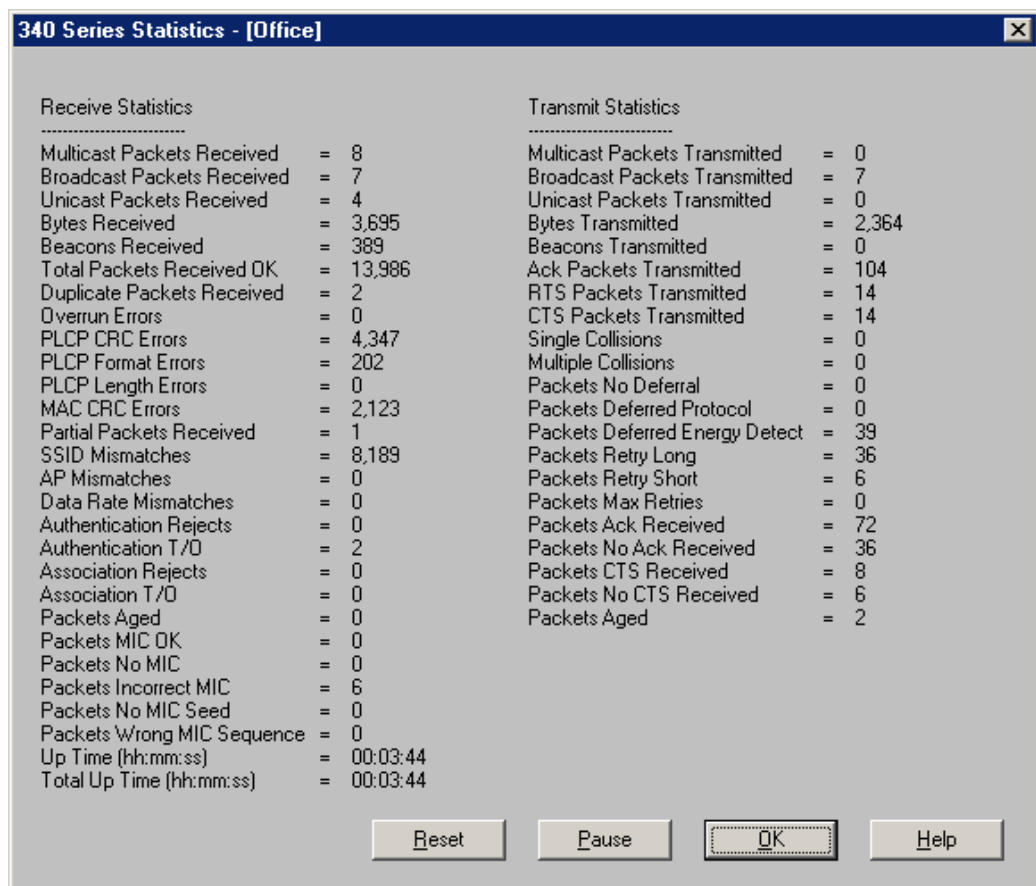 340 Series Statistics - [Office]
Receive Statistics
---------------------------
Multicast Packets Received = 8
Broadcast Packets Received = 7
Unicast Packets Received = 4
Bytes Received = 3,695
Beacons Received = 389
Total Packets Received OK = 13,986
Duplicate Packets Received = 2
Overrun Errors = 0
PLCP CRC Errors = 4,347
PLCP Format Errors = 202
PLCP Length Errors = 0
MAC CRC Errors = 2,123
Partial Packets Received = 1
SSID Mismatches = 8,189
AP Mismatches = 0
Data Rate Mismatches = 0
Authentication Rejects = 0
Authentication T/O = 2
Association Rejects = 0
Association T/O = 0
Packets Aged = 0
Packets MIC OK = 0
Packets No MIC = 0
Packets Incorrect MIC = 6
Packets No MIC Seed = 0
Packets Wrong MIC Sequence = 0
Up Time (hh:mm:ss) = 00:03:44
Total Up Time (hh:mm:ss) = 00:03:44
Transmit Statistics
---------------------------
Multicast Packets Transmitted = 0
Broadcast Packets Transmitted = 7
Unicast Packets Transmitted = 0
Bytes Transmitted = 2,364
Beacons Transmitted = 0
Ack Packets Transmitted = 104
RTS Packets Transmitted = 14
CTS Packets Transmitted = 14
Single Collisions = 0
Multiple Collisions = 0
Packets No Deferral = 0
Packets Deferred Protocol = 0
Packets Deferred Energy Detect = 39
Packets Retry Long = 36
Packets Retry Short = 6
Packets Max Retries = 0
Packets Ack Received = 72
Packets No Ack Received = 36
Packets CTS Received = 8
Packets No CTS Received = 6
Packets Aged = 2
Reset
Pause
OK
Help